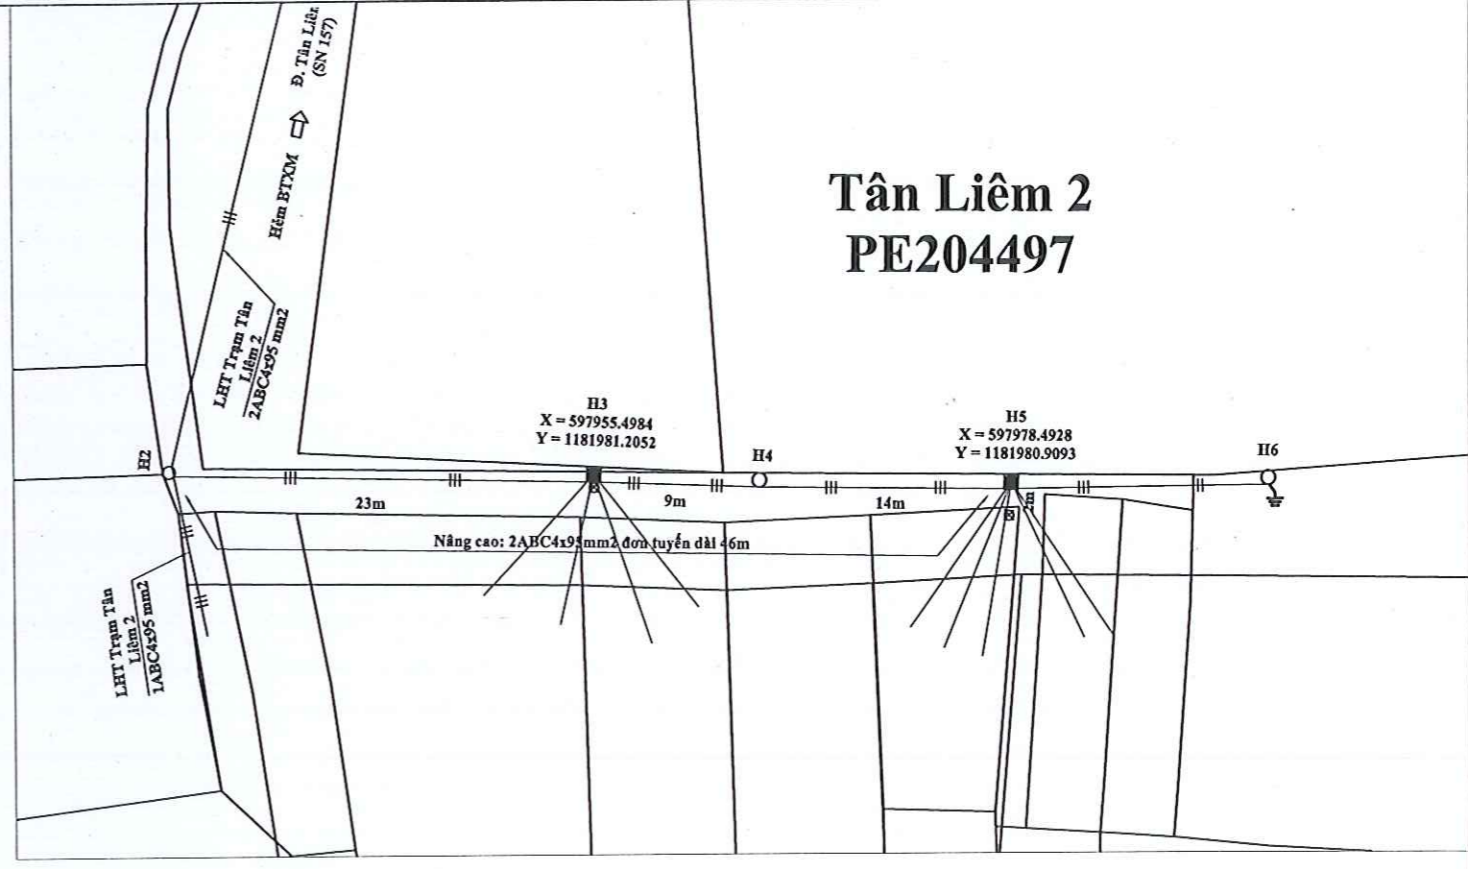 Đ. Tân Liêm
(SN 157)
Hẻm BTXM
Tân Liêm 2
PE204497
LHT Trạm Tân
Liêm 2
2ABC4x95 mm2
H3
X = 597955.4984
Y = 1181981.2052
H5
X = 597978.4928
Y = 1181980.9093
H2
H4
H6
23m
9m
14m
2m
Nâng cao: 2ABC4x95mm2 đơn tuyến dài 46m
LHT Trạm Tân
Liêm 2
1ABC4x95 mm2